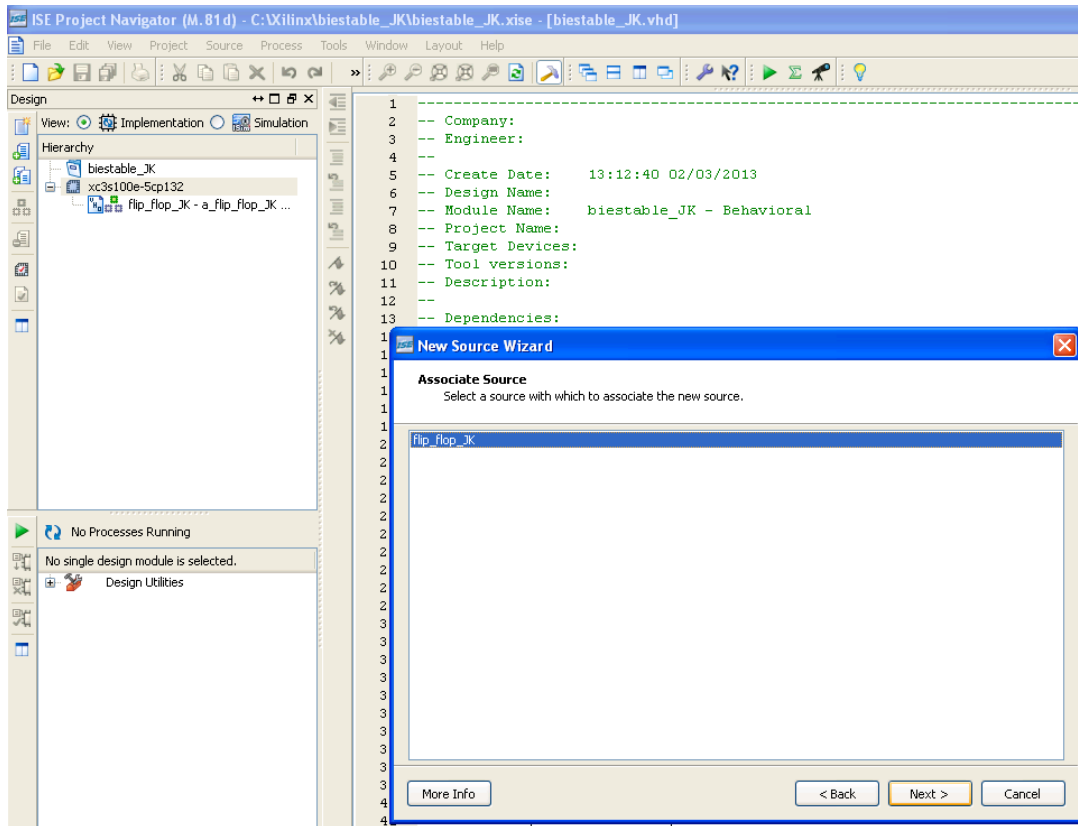 ISE Project Navigator (M.81d) - C:\Xilinx\biestable_JK\biestable_JK.xise - [biestable_JK.vhd]
File Edit View Project Source Process Tools Window Layout Help
Design
View: Implementation Simulation
Hierarchy
biestable_JK
xc3s100e-5cp132
flip_flop_JK - a_flip_flop_JK ...
No Processes Running
No single design module is selected.
Design Utilities
1 --------------------------------------------------------------------------------
2 -- Company:
3 -- Engineer:
4 --
5 -- Create Date: 13:12:40 02/03/2013
6 -- Design Name:
7 -- Module Name: biestable_JK - Behavioral
8 -- Project Name:
9 -- Target Devices:
10 -- Tool versions:
11 -- Description:
12 --
13 -- Dependencies:
New Source Wizard
Associate Source
Select a source with which to associate the new source.
flip_flop_JK
More Info
< Back
Next >
Cancel